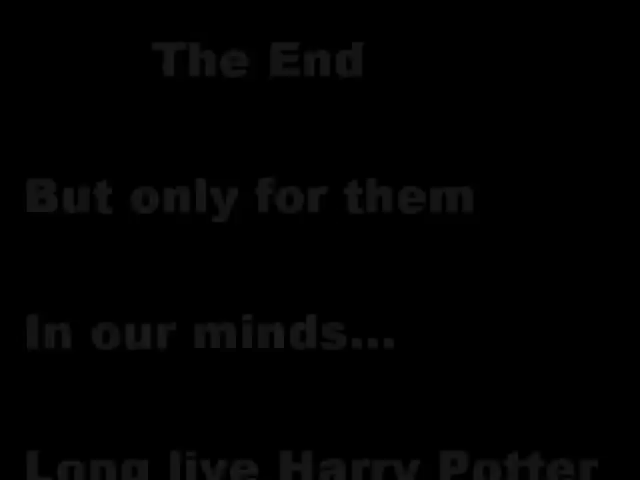 The End
But only for them
In our minds...
Long live Harry Potter